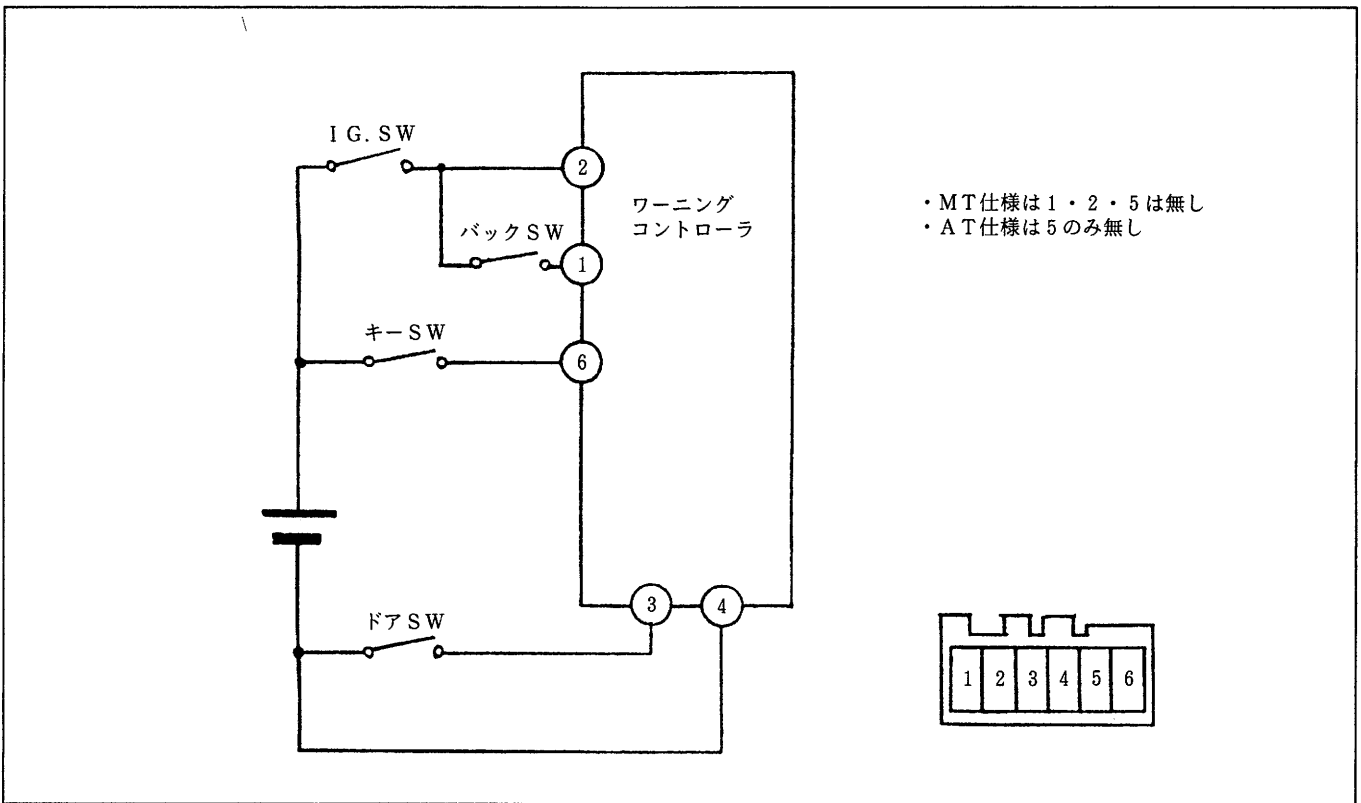 IG.SW
2
ワーニング
コントローラ
・MT仕様は1・2・5は無し
・AT仕様は5のみ無し
バックSW
1
キーSW
6
3
4
ドアSW
1 2 3 4 5 6